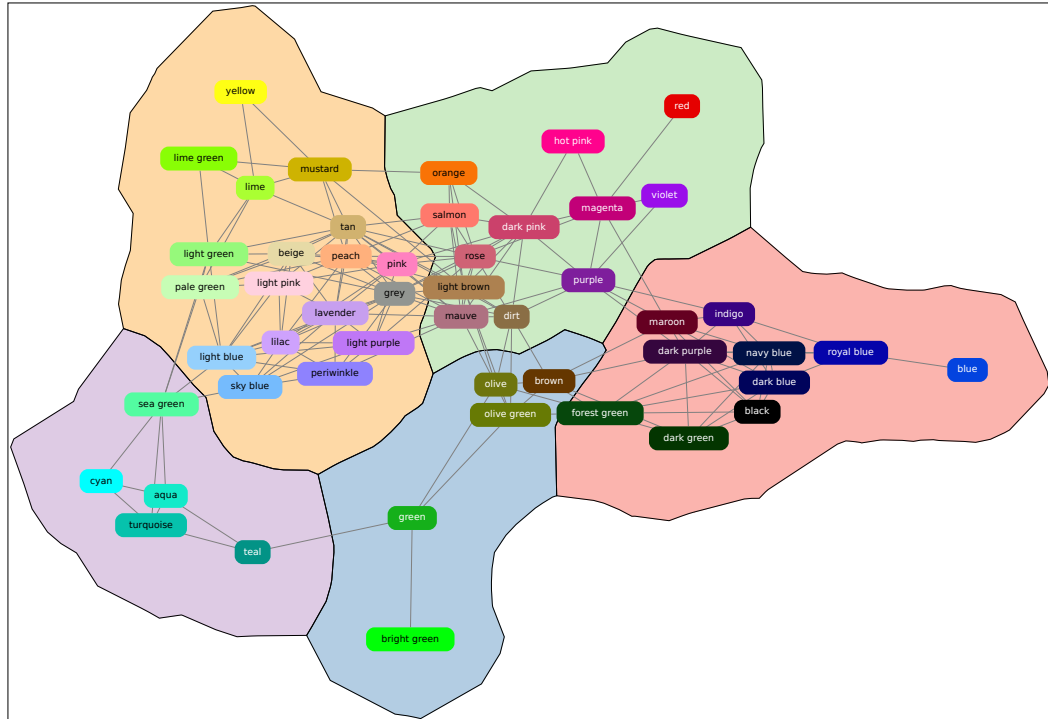 yellow
red
hot pink
lime green
mustard
orange
lime
violet
magenta
salmon
dark pink
tan
light green
beige
peach
pink
rose
pale green
light pink
grey
light brown
purple
lavender
mauve
dirt
maroon
indigo
lilac
light purple
light blue
dark purple
navy blue
royal blue
sky blue
periwinkle
olive
brown
dark blue
blue
sea green
olive green
forest green
black
dark green
cyan
aqua
turquoise
green
teal
bright green